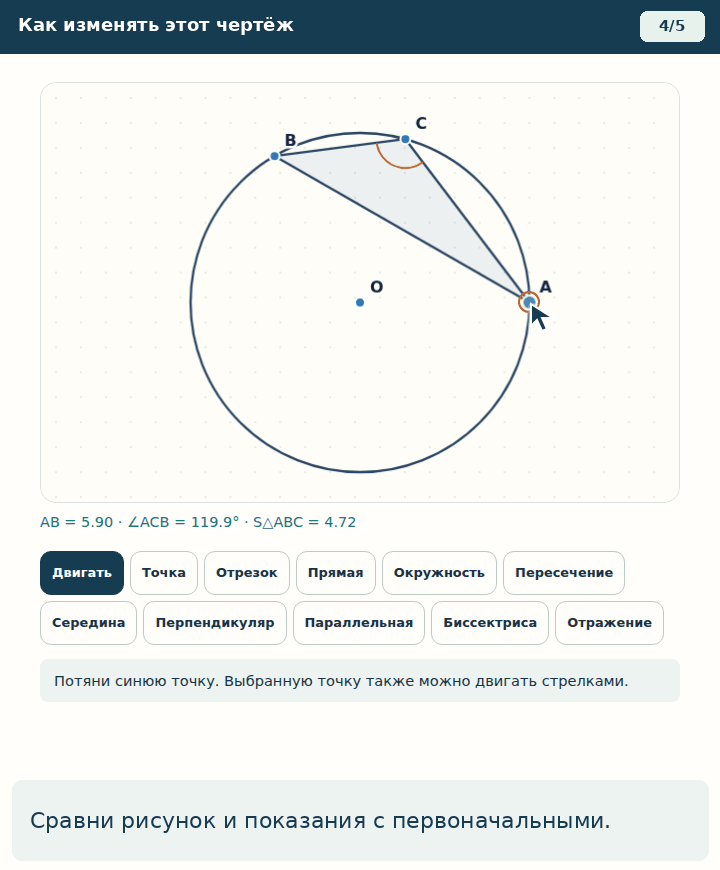 Как изменять этот чертёж
4/5
B
C
O
A
AB = 5.90 · ∠ACB = 119.9° · S△ABC = 4.72
Двигать Точка Отрезок Прямая Окружность Пересечение
Середина Перпендикуляр Параллельная Биссектриса Отражение
Потяни синюю точку. Выбранную точку также можно двигать стрелками.
Сравни рисунок и показания с первоначальными.